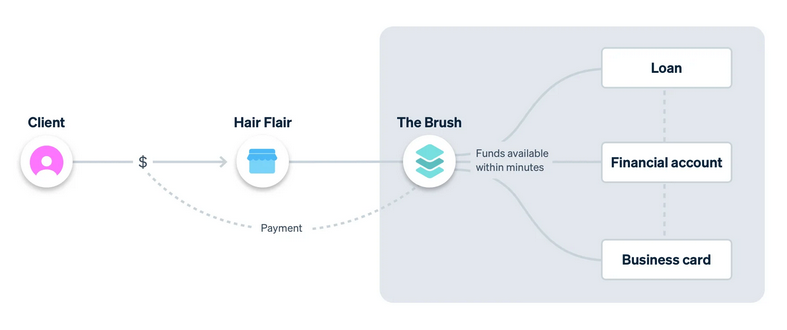 Client
$
Hair Flair
The Brush
Payment
Funds available
within minutes
Loan
Financial account
Business card